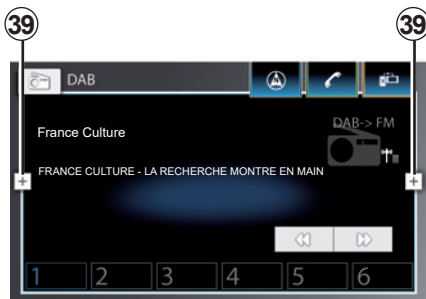 39 39
DAB
DAB-> FM
France Culture
FRANCE CULTURE - LA RECHERCHE MONTRE EN MAIN
1 2 3 4 5 6